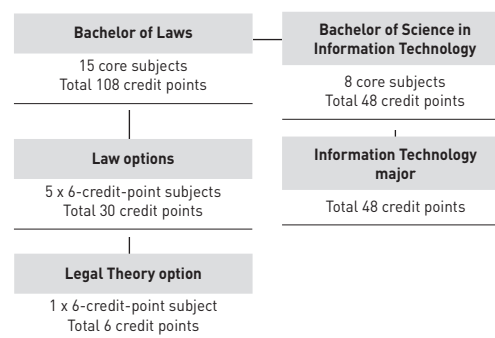 Bachelor of Laws
15 core subjects
Total 108 credit points
Law options
5 x 6-credit-point subjects
Total 30 credit points
Legal Theory option
1 x 6-credit-point subject
Total 6 credit points
Bachelor of Science in
Information Technology
8 core subjects
Total 48 credit points
Information Technology
major
Total 48 credit points